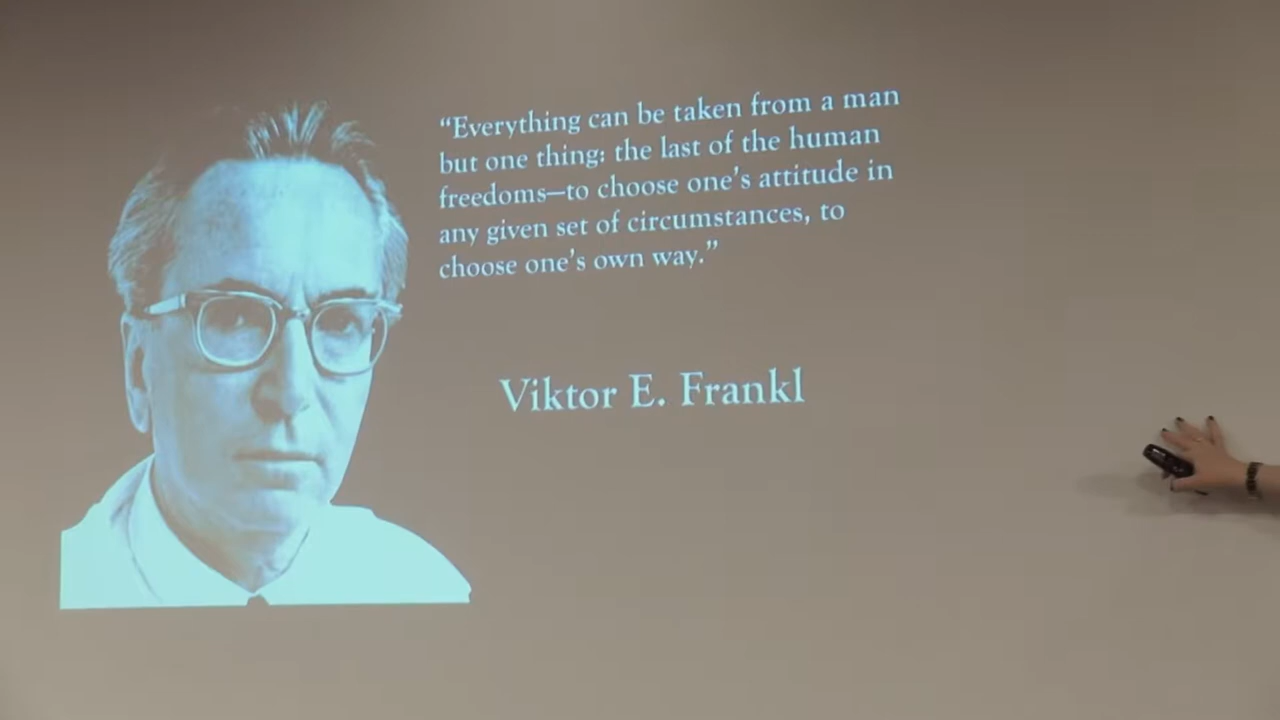 “Everything can be taken from a man
but one thing: the last of the human
freedoms—to choose one’s attitude in
any given set of circumstances, to
choose one’s own way.”
Viktor E. Frankl